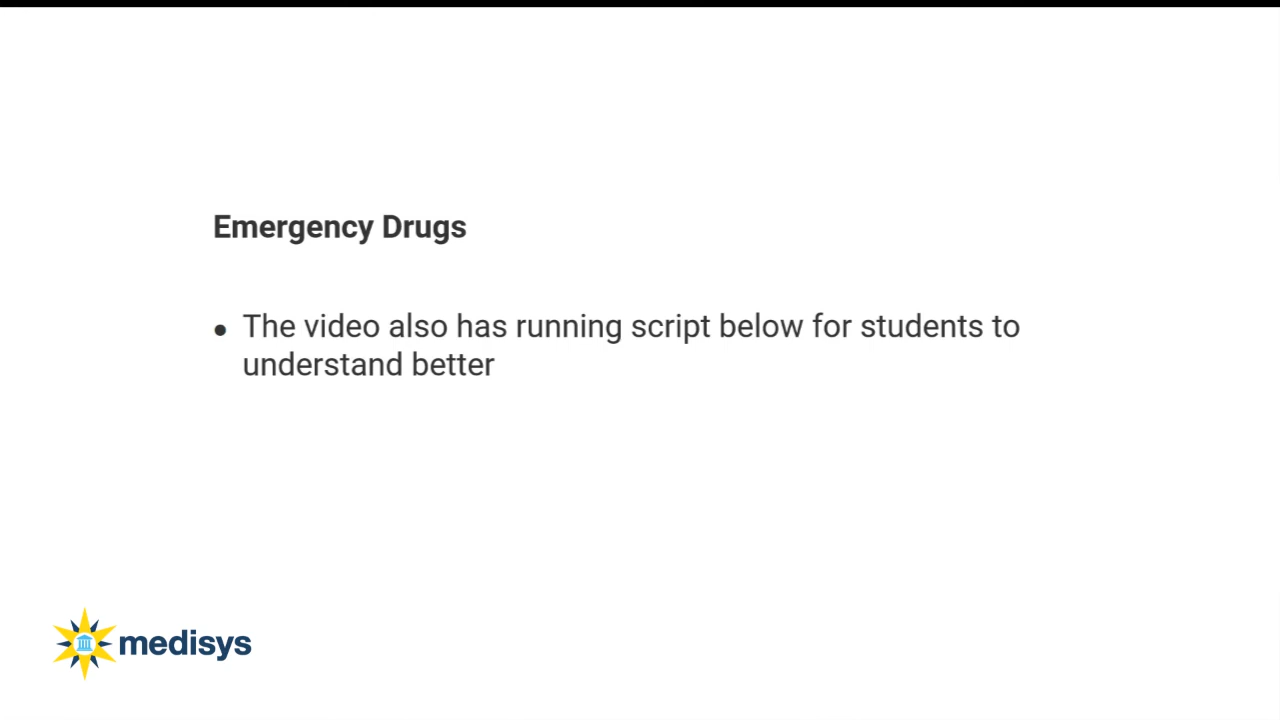 Emergency Drugs
• The video also has running script below for students to
understand better
medisys